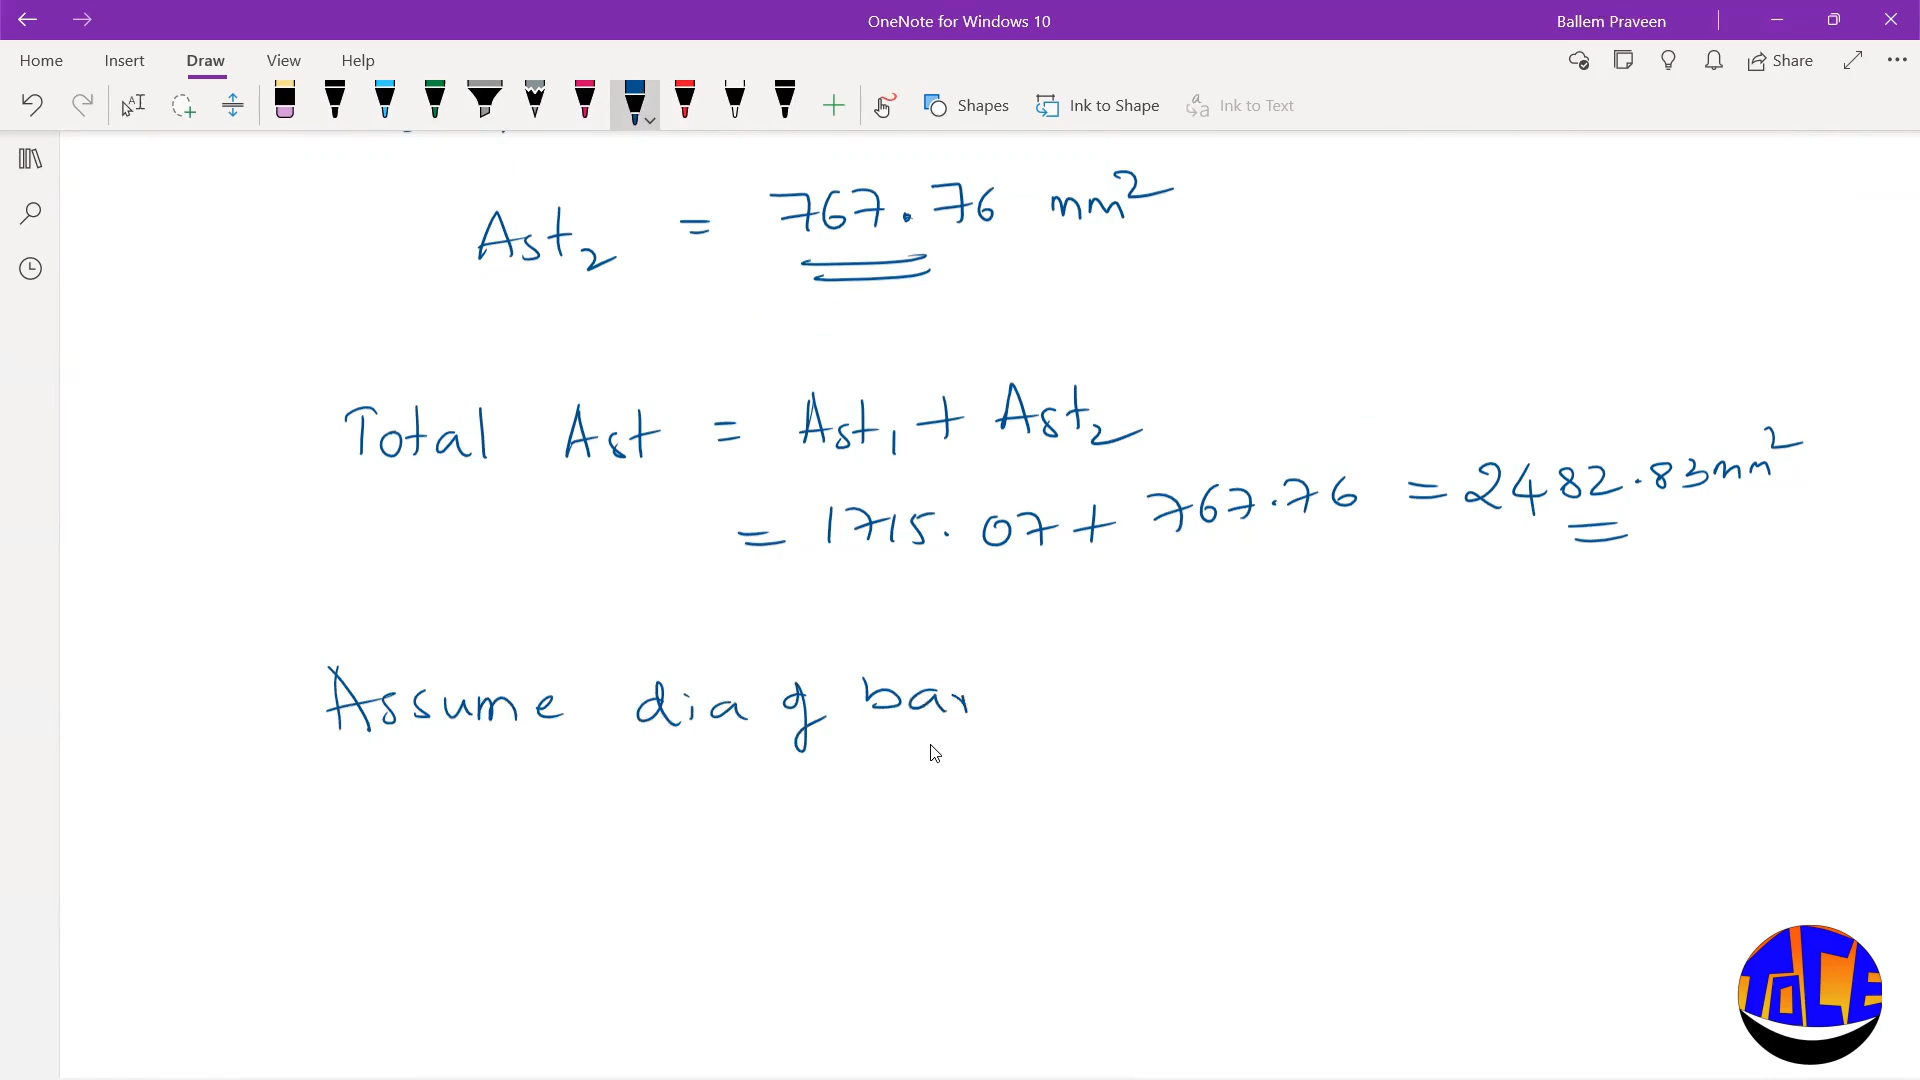 OneNote for Windows 10
Ballem Praveen
Home Insert Draw View Help
Share
Shapes Ink to Shape Ink to Text
Ast2 = 767.76 mm²
Total Ast = Ast1 + Ast2
= 1715.07 + 767.76 = 2482.83mm²
Assume dia of bar